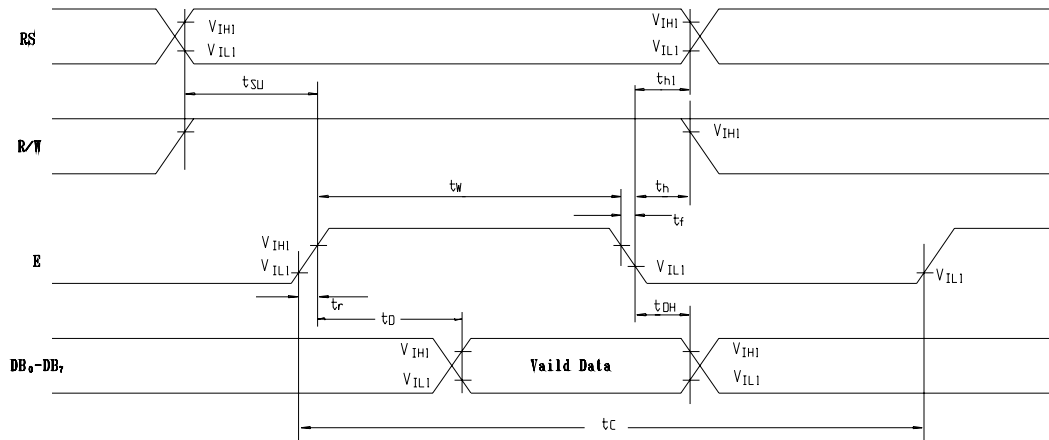 RS
VIH1
VIL1
VIH1
VIL1
tSU
th1
R/W
VIH1
tW
th
tf
E
VIH1
VIL1
VIL1
VIL1
tr
tD
tDH
DB0-DB7
VIH1
VIL1
Vaild Data
VIH1
VIL1
tC